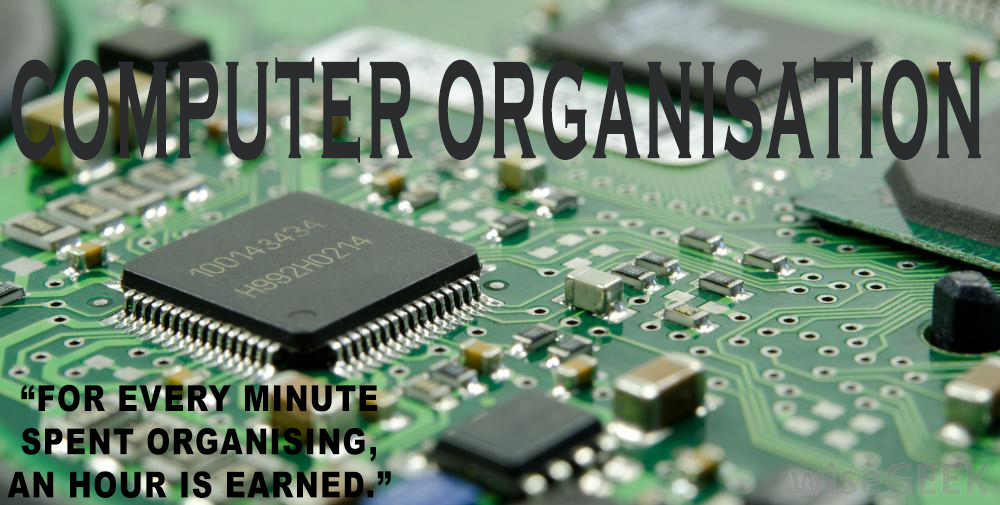 COMPUTER ORGANISATION
100143434
H992H0214
“FOR EVERY MINUTE
SPENT ORGANISING,
AN HOUR IS EARNED.”
wiseGEEK